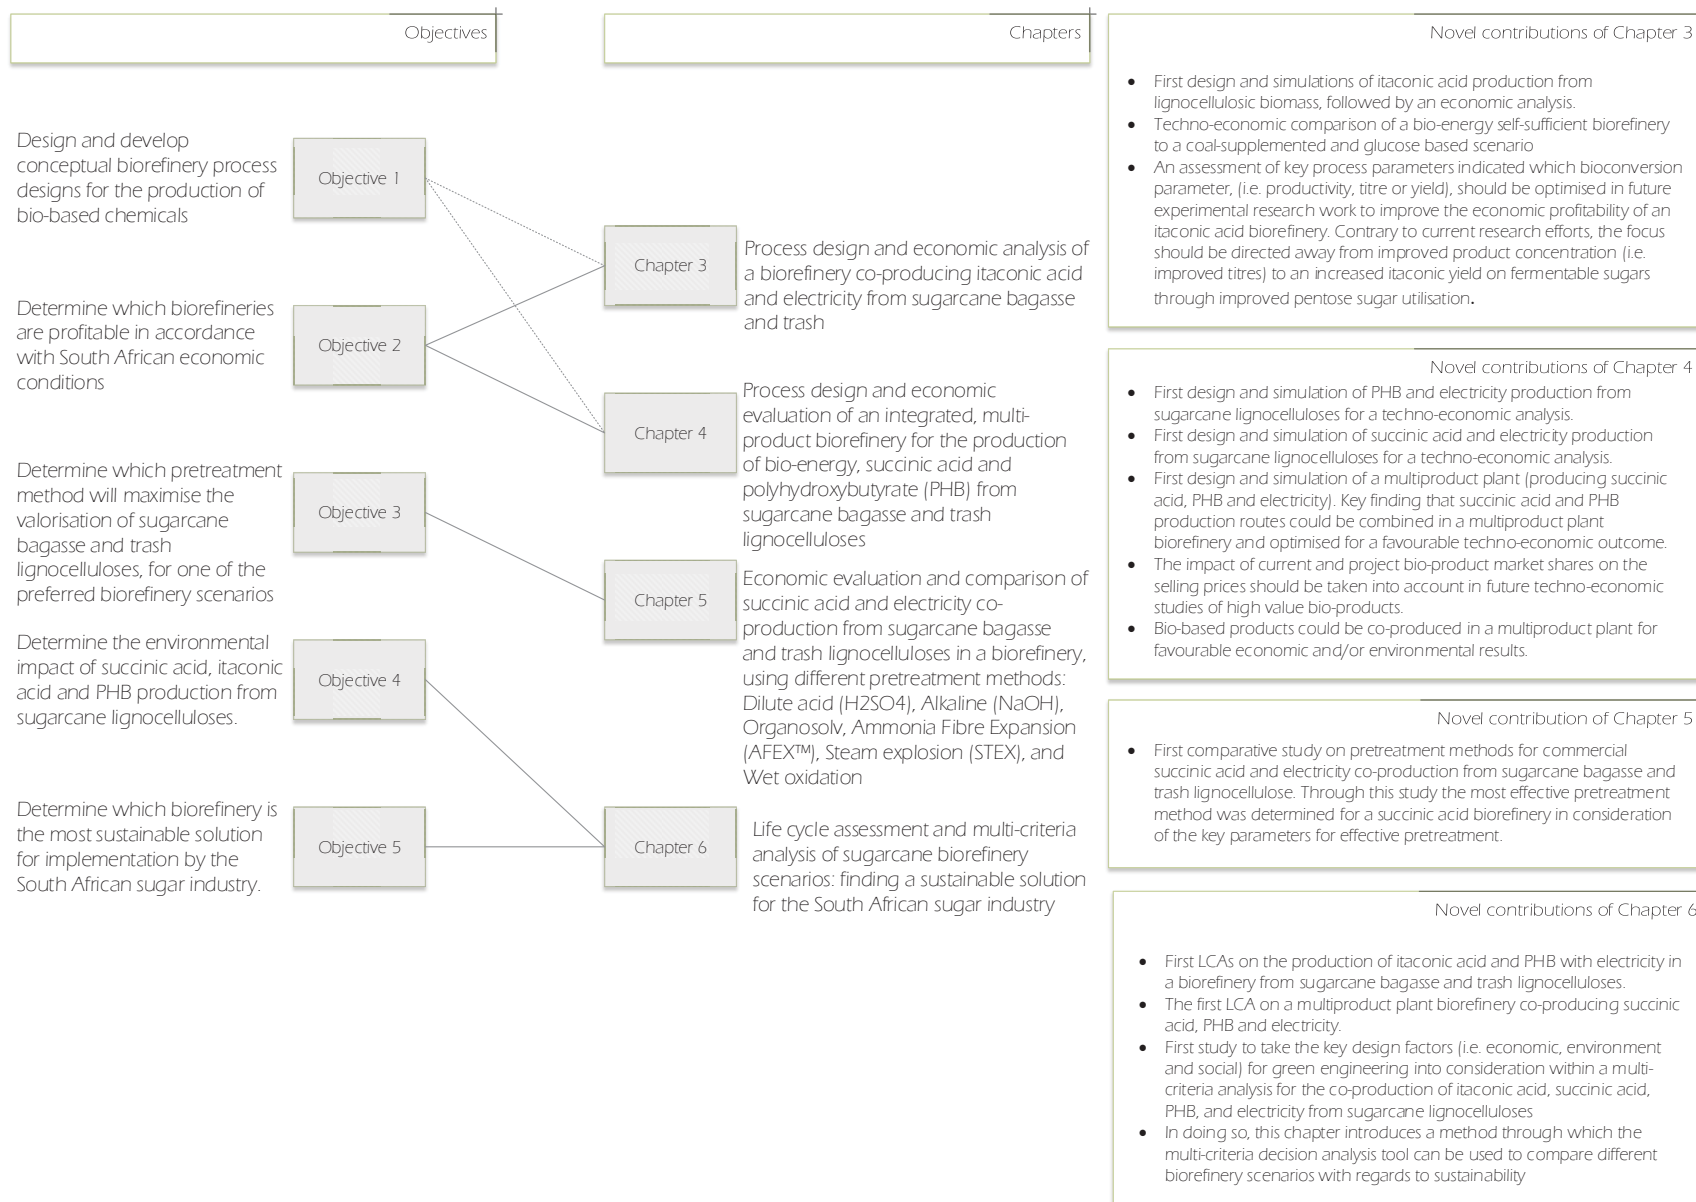 Objectives
Design and develop
conceptual biorefinery process
designs for the production of
bio-based chemicals
Objective 1
Determine which biorefineries
are profitable in accordance
with South African economic
conditions
Objective 2
Determine which pretreatment
method will maximise the
valorisation of sugarcane
bagasse and trash
lignocelluloses, for one of the
preferred biorefinery scenarios
Objective 3
Determine the environmental
impact of succinic acid, itaconic
acid and PHB production from
sugarcane lignocelluloses.
Objective 4
Determine which biorefinery is
the most sustainable solution
for implementation by the
South African sugar industry.
Objective 5
Chapters
Chapter 3
Process design and economic analysis of
a biorefinery co-producing itaconic acid
and electricity from sugarcane bagasse
and trash
Chapter 4
Process design and economic
evaluation of an integrated, multi-
product biorefinery for the production
of bio-energy, succinic acid and
polyhydroxybutyrate (PHB) from
sugarcane bagasse and trash
lignocelluloses
Chapter 5
Economic evaluation and comparison of
succinic acid and electricity co-
production from sugarcane bagasse
and trash lignocelluloses in a biorefinery,
using different pretreatment methods:
Dilute acid (H2SO4), Alkaline (NaOH),
Organosolv, Ammonia Fibre Expansion
(AFEX™), Steam explosion (STEX), and
Wet oxidation
Chapter 6
Life cycle assessment and multi-criteria
analysis of sugarcane biorefinery
scenarios: finding a sustainable solution
for the South African sugar industry
Novel contributions of Chapter 3
• First design and simulations of itaconic acid production from
lignocellulosic biomass, followed by an economic analysis.
• Techno-economic comparison of a bio-energy self-sufficient biorefinery
to a coal-supplemented and glucose based scenario
• An assessment of key process parameters indicated which bioconversion
parameter, (i.e. productivity, titre or yield), should be optimised in future
experimental research work to improve the economic profitability of an
itaconic acid biorefinery. Contrary to current research efforts, the focus
should be directed away from improved product concentration (i.e.
improved titres) to an increased itaconic yield on fermentable sugars
through improved pentose sugar utilisation.
Novel contributions of Chapter 4
• First design and simulation of PHB and electricity production from
sugarcane lignocelluloses for a techno-economic analysis.
• First design and simulation of succinic acid and electricity production
from sugarcane lignocelluloses for a techno-economic analysis.
• First design and simulation of a multiproduct plant (producing succinic
acid, PHB and electricity). Key finding that succinic acid and PHB
production routes could be combined in a multiproduct plant
biorefinery and optimised for a favourable techno-economic outcome.
• The impact of current and project bio-product market shares on the
selling prices should be taken into account in future techno-economic
studies of high value bio-products.
• Bio-based products could be co-produced in a multiproduct plant for
favourable economic and/or environmental results.
Novel contribution of Chapter 5
• First comparative study on pretreatment methods for commercial
succinic acid and electricity co-production from sugarcane bagasse and
trash lignocellulose. Through this study the most effective pretreatment
method was determined for a succinic acid biorefinery in consideration
of the key parameters for effective pretreatment.
Novel contributions of Chapter 6
• First LCAs on the production of itaconic acid and PHB with electricity in
a biorefinery from sugarcane bagasse and trash lignocelluloses.
• The first LCA on a multiproduct plant biorefinery co-producing succinic
acid, PHB and electricity.
• First study to take the key design factors (i.e. economic, environment
and social) for green engineering into consideration within a multi-
criteria analysis for the co-production of itaconic acid, succinic acid,
PHB, and electricity from sugarcane lignocelluloses
• In doing so, this chapter introduces a method through which the
multi-criteria decision analysis tool can be used to compare different
biorefinery scenarios with regards to sustainability